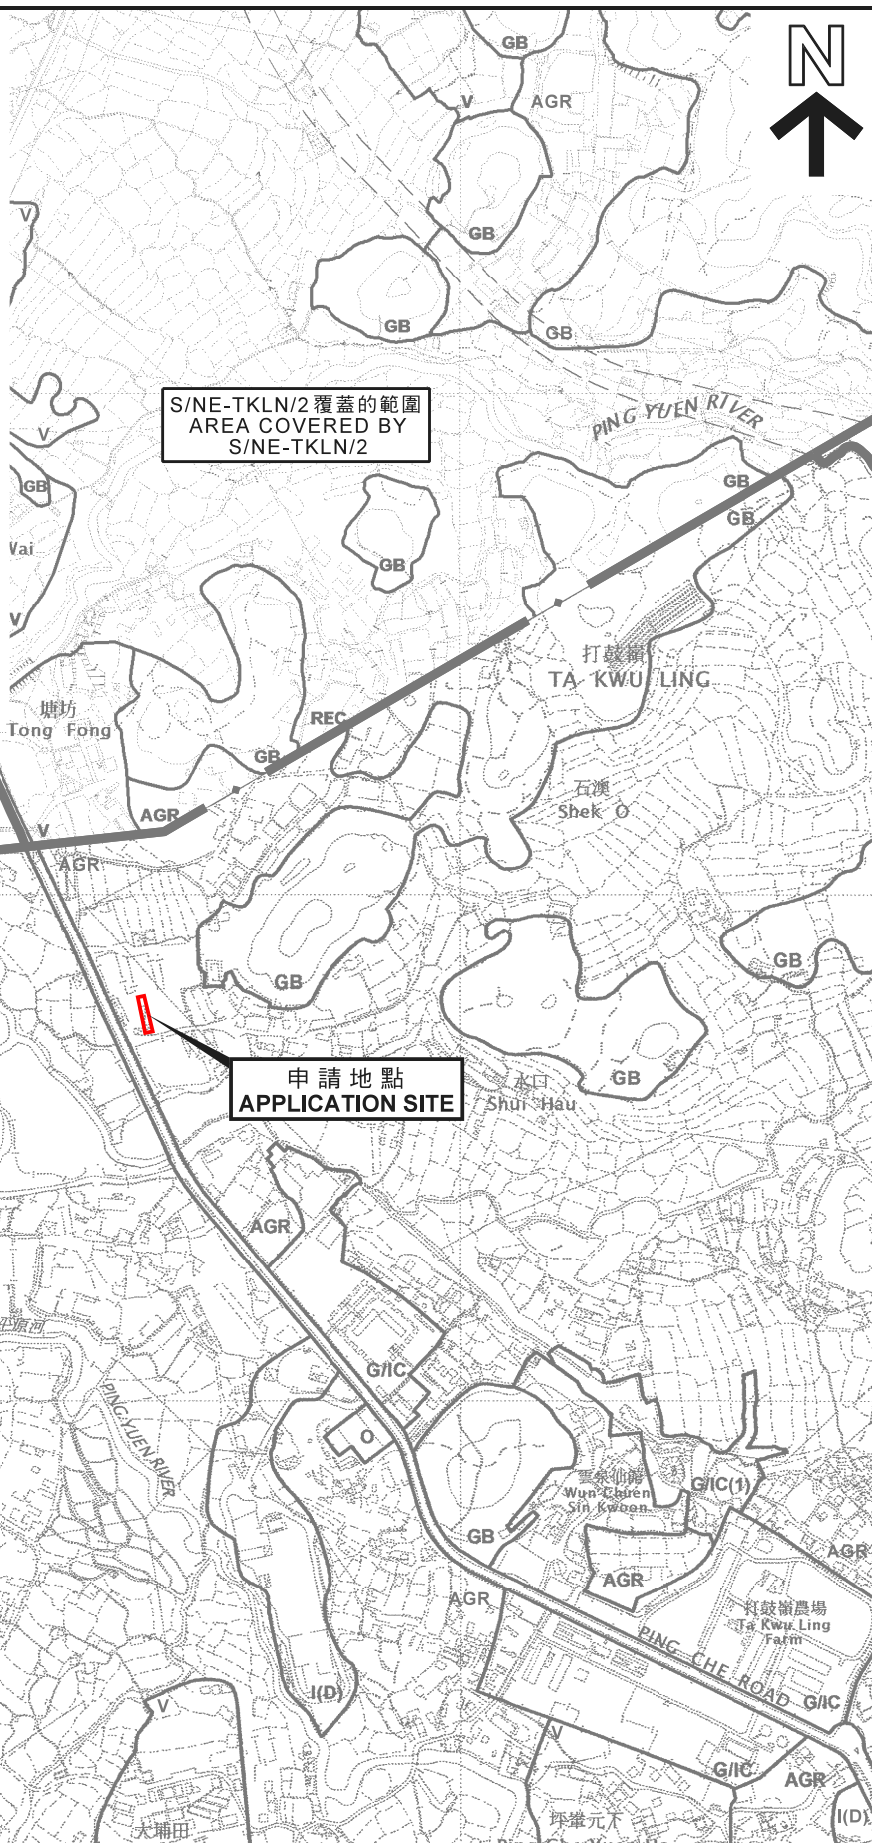 N
GB
V
AGR
GB
V
GB
GB
S/NE-TKLN/2 覆蓋的範圍
AREA COVERED BY
S/NE-TKLN/2
PING YUEN RIVER
V
GB
GB
GB
GB
Vai
V
打鼓嶺
TA KWU LING
塘坊
Tong Fong
REC
GB
石澳
Shek O
AGR
V
AGR
GB
GB
申請地點
APPLICATION SITE
水口
Shui Hau
GB
AGR
平原河
PING YUEN RIVER
G/IC
O
雲泉仙館
Wun Chuen
Sin Kwoon
G/IC(1)
GB
AGR
AGR
AGR
打鼓嶺農場
Ta Kwu Ling
Farm
PING CHE ROAD
I(D)
V
G/IC
V
G/IC
AGR
I(D)
坪輋元下
大埔田